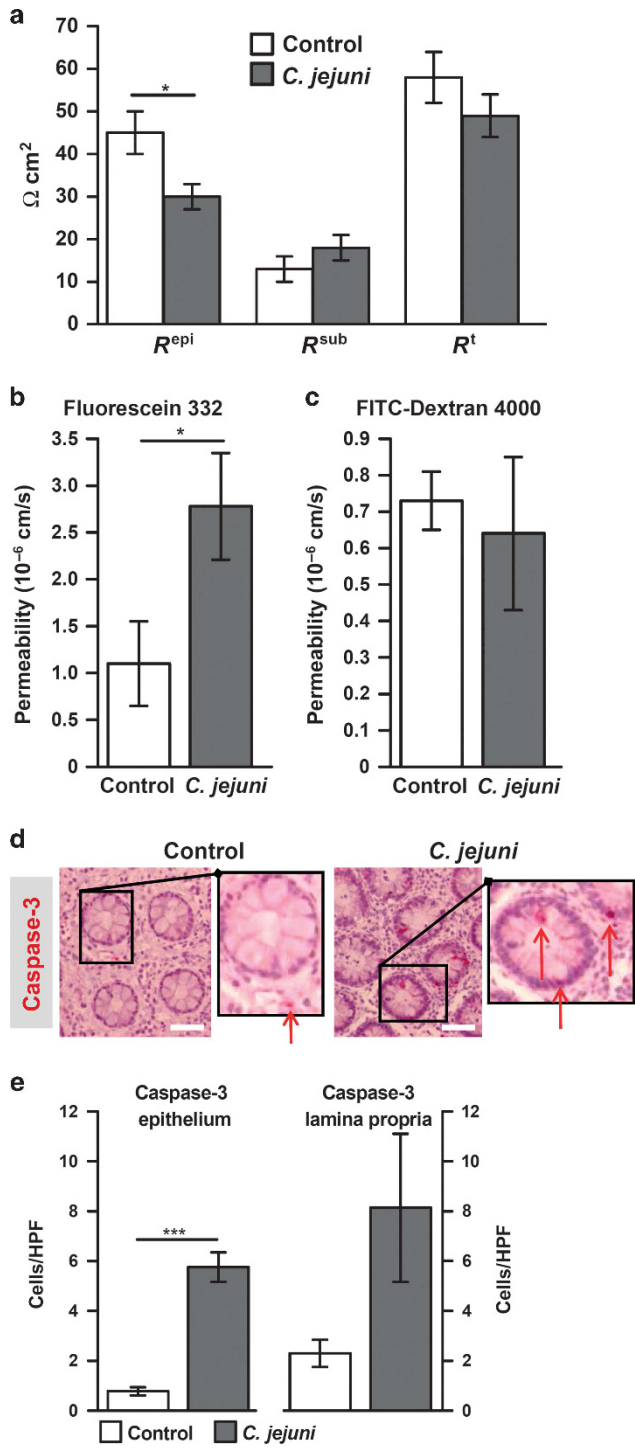 a
Control
C. jejuni
70
60
50
40
30
20
10
0
Ω cm²
*
Rᵉᵖⁱ
Rˢᵘᵇ
Rᵗ
b
Fluorescein 332
3.5
3.0
2.5
2.0
1.5
1.0
0.5
0
Permeability (10⁻⁶ cm/s)
*
Control
C. jejuni
c
FITC-Dextran 4000
0.9
0.8
0.7
0.6
0.5
0.4
0.3
0.2
0.1
0
Permeability (10⁻⁶ cm/s)
Control
C. jejuni
d
Control
C. jejuni
Caspase-3
e
Caspase-3
epithelium
12
10
8
6
4
2
0
Cells/HPF
***
Caspase-3
lamina propria
12
10
8
6
4
2
0
Cells/HPF
Control
C. jejuni